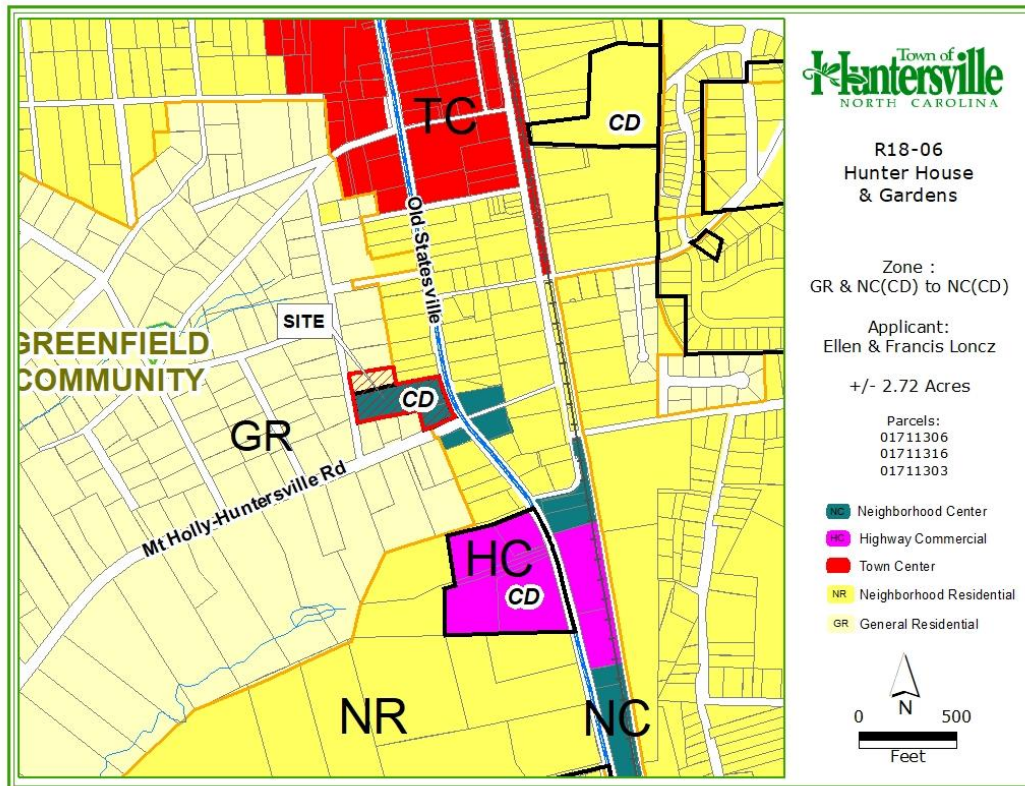 TC
CD
Old Statesville
SITE
GREENFIELD
COMMUNITY
CD
GR
Mt Holly-Huntersville Rd
HC
CD
NR
NC
Town of
Huntersville
NORTH CAROLINA
R18-06
Hunter House
& Gardens
Zone :
GR & NC(CD) to NC(CD)
Applicant:
Ellen & Francis Loncz
+/- 2.72 Acres
Parcels:
01711306
01711316
01711303
NC Neighborhood Center
HC Highway Commercial
Town Center
NR Neighborhood Residential
GR General Residential
N
0 500
Feet